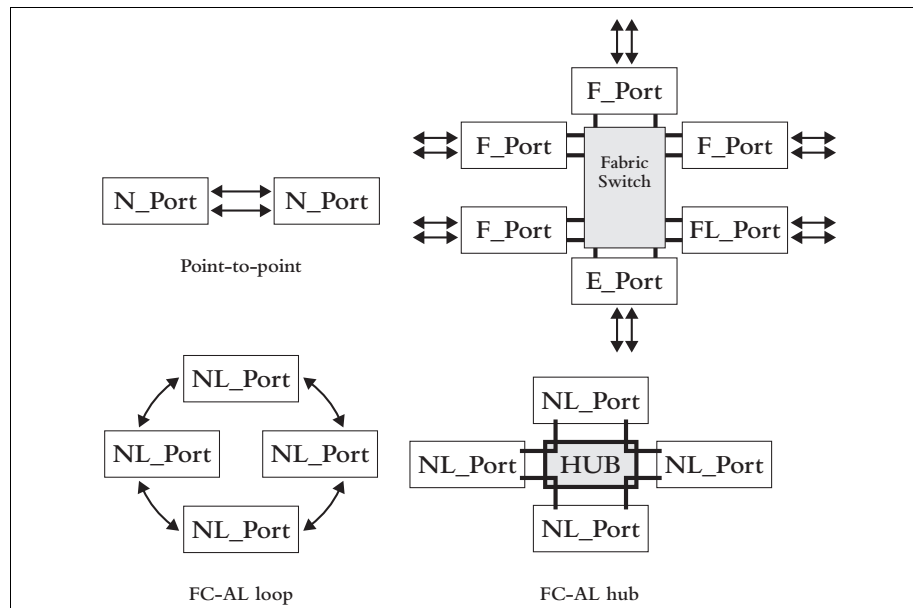 F_Port
F_Port
F_Port
Fabric
Switch
N_Port
N_Port
F_Port
FL_Port
Point-to-point
E_Port
NL_Port
NL_Port
NL_Port
NL_Port
NL_Port
HUB
NL_Port
NL_Port
NL_Port
FC-AL loop
FC-AL hub